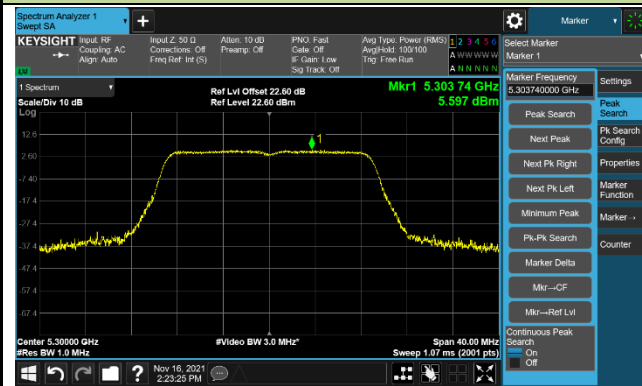 Spectrum Analyzer 1
Swept SA
Marker
KEYSIGHT
Input: RF
Coupling: AC
Align: Auto
Input Z: 50 Ω
Corrections: Off
Freq Ref: Int (S)
Atten: 10 dB
Preamp: Off
PNO: Fast
Gate: Off
IF Gain: Low
Sig Track: Off
Avg Type: Power (RMS)
Avg|Hold: 100/100
Trig: Free Run
1 2 3 4 5 6
A W W W W W
A N N N N N
Select Marker
Marker 1
1 Spectrum
Scale/Div 10 dB
Log
Ref Lvl Offset 22.60 dB
Ref Level 22.60 dBm
Mkr1 5.303 74 GHz
5.597 dBm
12.6
2.60
-7.40
-17.4
-27.4
-37.4
-47.4
-57.4
-67.4
1
Center 5.30000 GHz
#Res BW 1.0 MHz
#Video BW 3.0 MHz*
Span 40.00 MHz
Sweep 1.07 ms (2001 pts)
Marker Frequency
5.303740000 GHz
Peak Search
Next Peak
Next Pk Right
Next Pk Left
Minimum Peak
Pk-Pk Search
Marker Delta
Mkr→CF
Mkr→Ref Lvl
Continuous Peak
Search
On
Off
Settings
Peak
Search
Pk Search
Config
Properties
Marker
Function
Marker→
Counter
Nov 16, 2021
2:23:25 PM